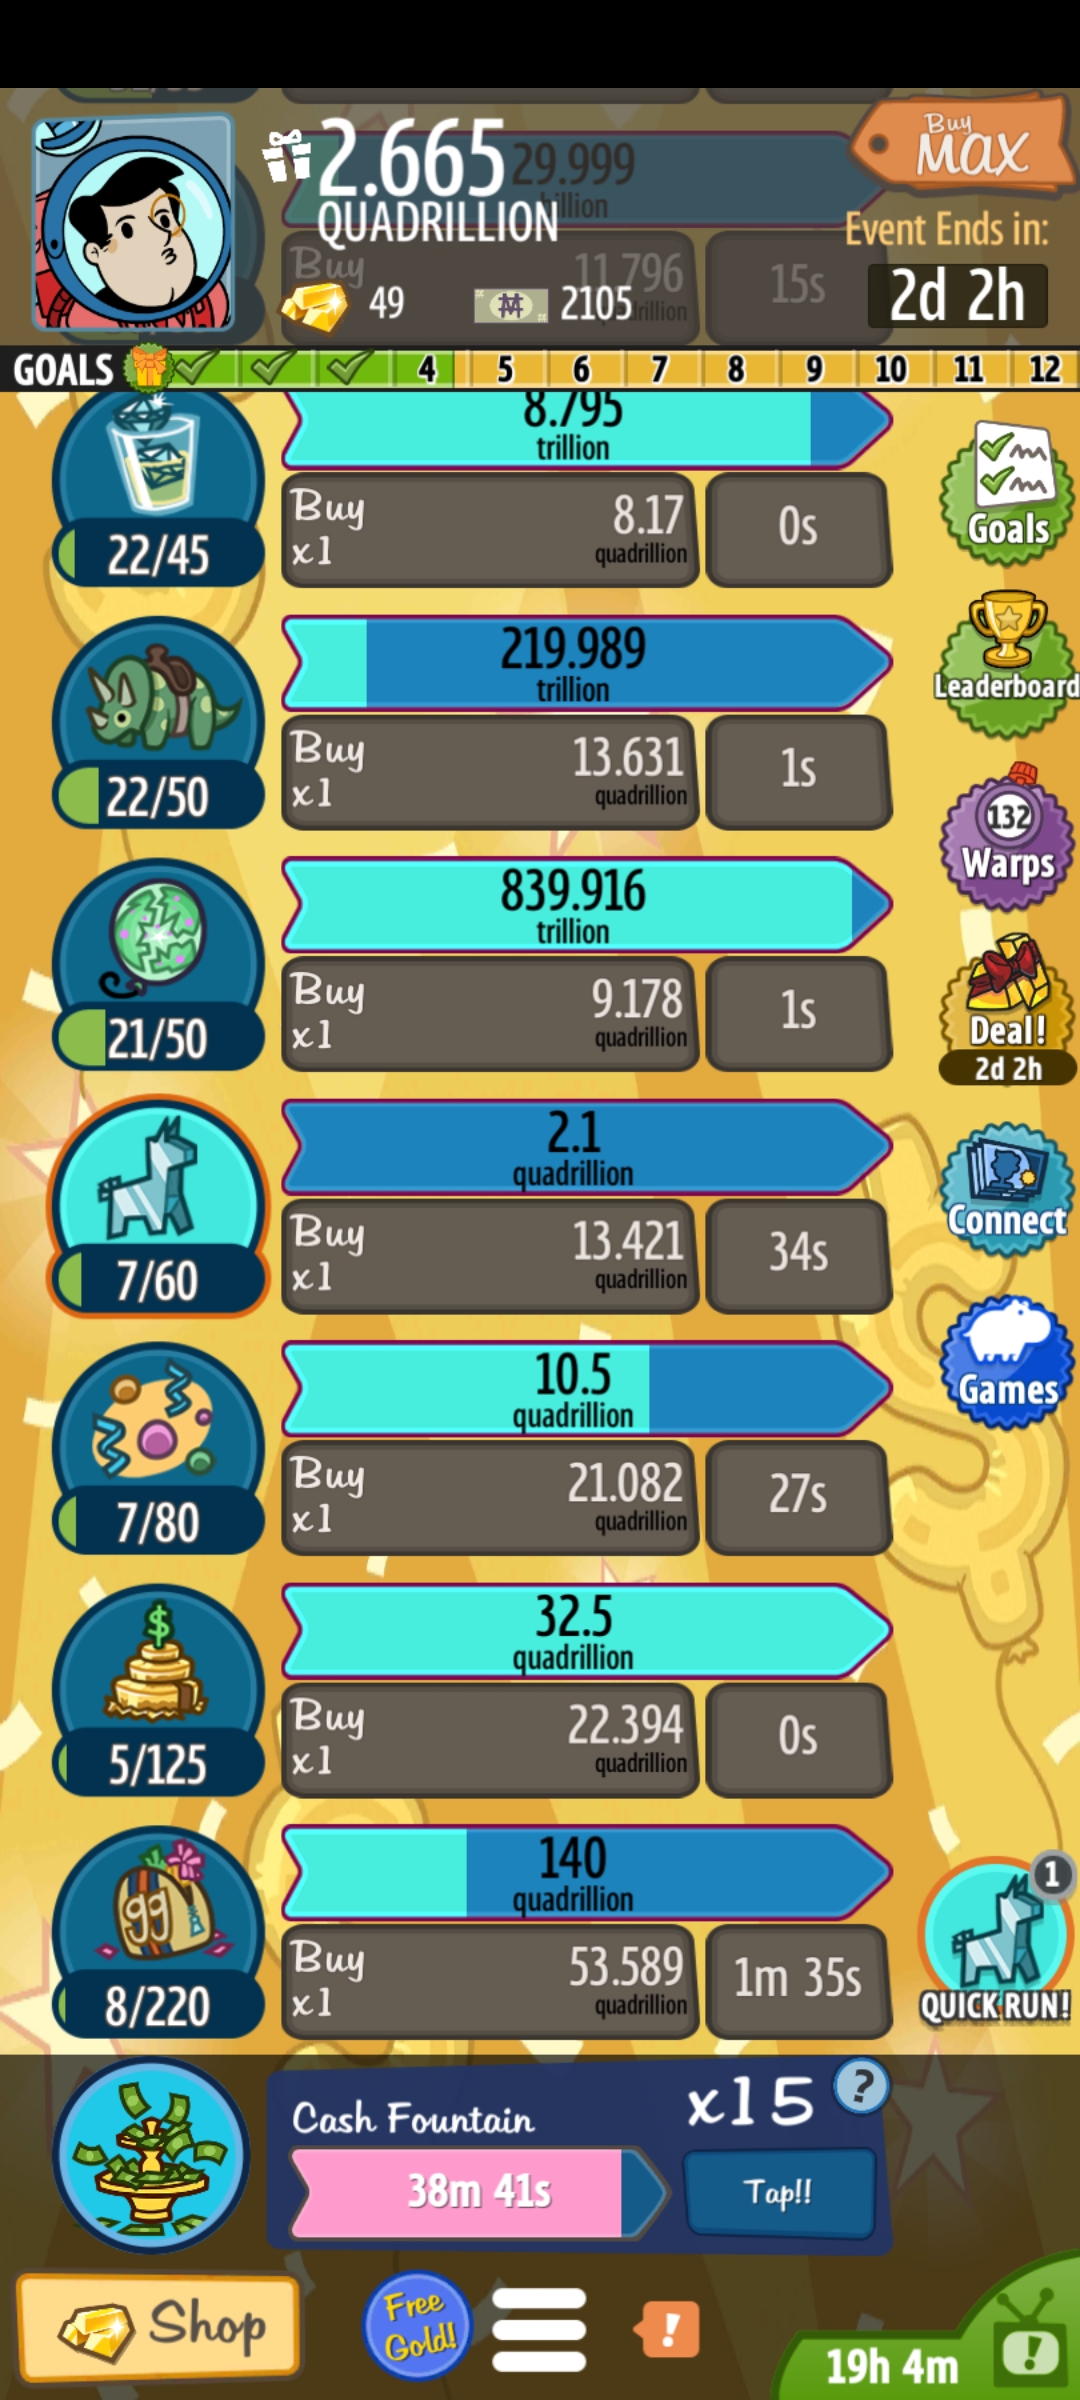 2.665
QUADRILLION
29.999
Buy
MAX
Event Ends in:
2d 2h
Buy
11.796
15s
49
2105
GOALS
4
5
6
7
8
9
10
11
12
8.795
trillion
Buy
x1
8.17
quadrillion
0s
22/45
Goals
219.989
trillion
Buy
x1
13.631
quadrillion
1s
22/50
Leaderboard
839.916
trillion
Buy
x1
9.178
quadrillion
1s
21/50
132
Warps
Deal!
2d 2h
2.1
quadrillion
Buy
x1
13.421
quadrillion
34s
7/60
Connect
10.5
quadrillion
Buy
x1
21.082
quadrillion
27s
7/80
Games
$
32.5
quadrillion
Buy
x1
22.394
quadrillion
0s
5/125
99
140
quadrillion
Buy
x1
53.589
quadrillion
1m 35s
8/220
1
QUICK RUN!
Cash Fountain
x15
?
38m 41s
Tap!!
Shop
Free
Gold!
!
19h 4m
!